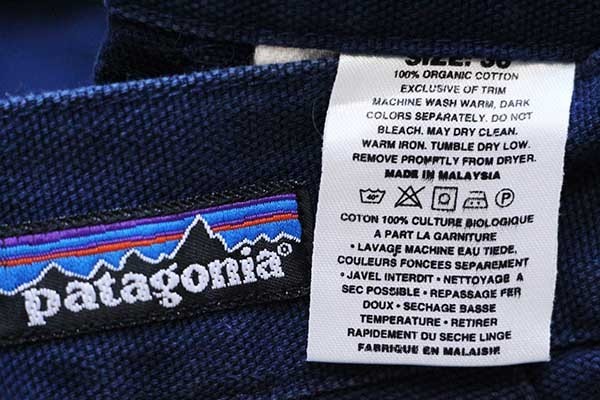 patagonia®
100% ORGANIC COTTON
EXCLUSIVE OF TRIM
MACHINE WASH WARM, DARK
COLORS SEPARATELY. DO NOT
BLEACH. MAY DRY CLEAN.
WARM IRON. TUMBLE DRY LOW.
REMOVE PROMPTLY FROM DRYER.
MADE IN MALAYSIA
40° P
COTON 100% CULTURE BIOLOGIQUE
A PART LA GARNITURE
• LAVAGE MACHINE EAU TIEDE,
COULEURS FONCEES SEPAREMENT
• JAVEL INTERDIT • NETTOYAGE A
SEC POSSIBLE • REPASSAGE FER
DOUX • SECHAGE BASSE
TEMPERATURE • RETIRER
RAPIDEMENT DU SECHE LINGE
FABRIQUE EN MALAISIE